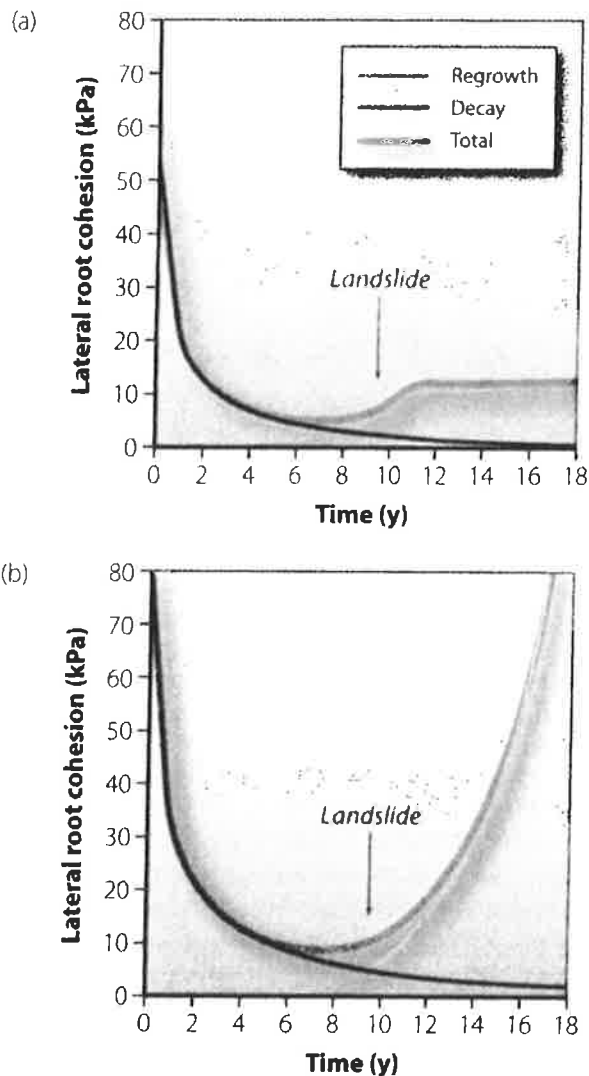 (a)
Lateral root cohesion (kPa)
80
70
60
50
40
30
20
10
0
Regrowth
Decay
Total
Landslide
0 2 4 6 8 10 12 14 16 18
Time (y)
(b)
Lateral root cohesion (kPa)
80
70
60
50
40
30
20
10
0
Landslide
0 2 4 6 8 10 12 14 16 18
Time (y)